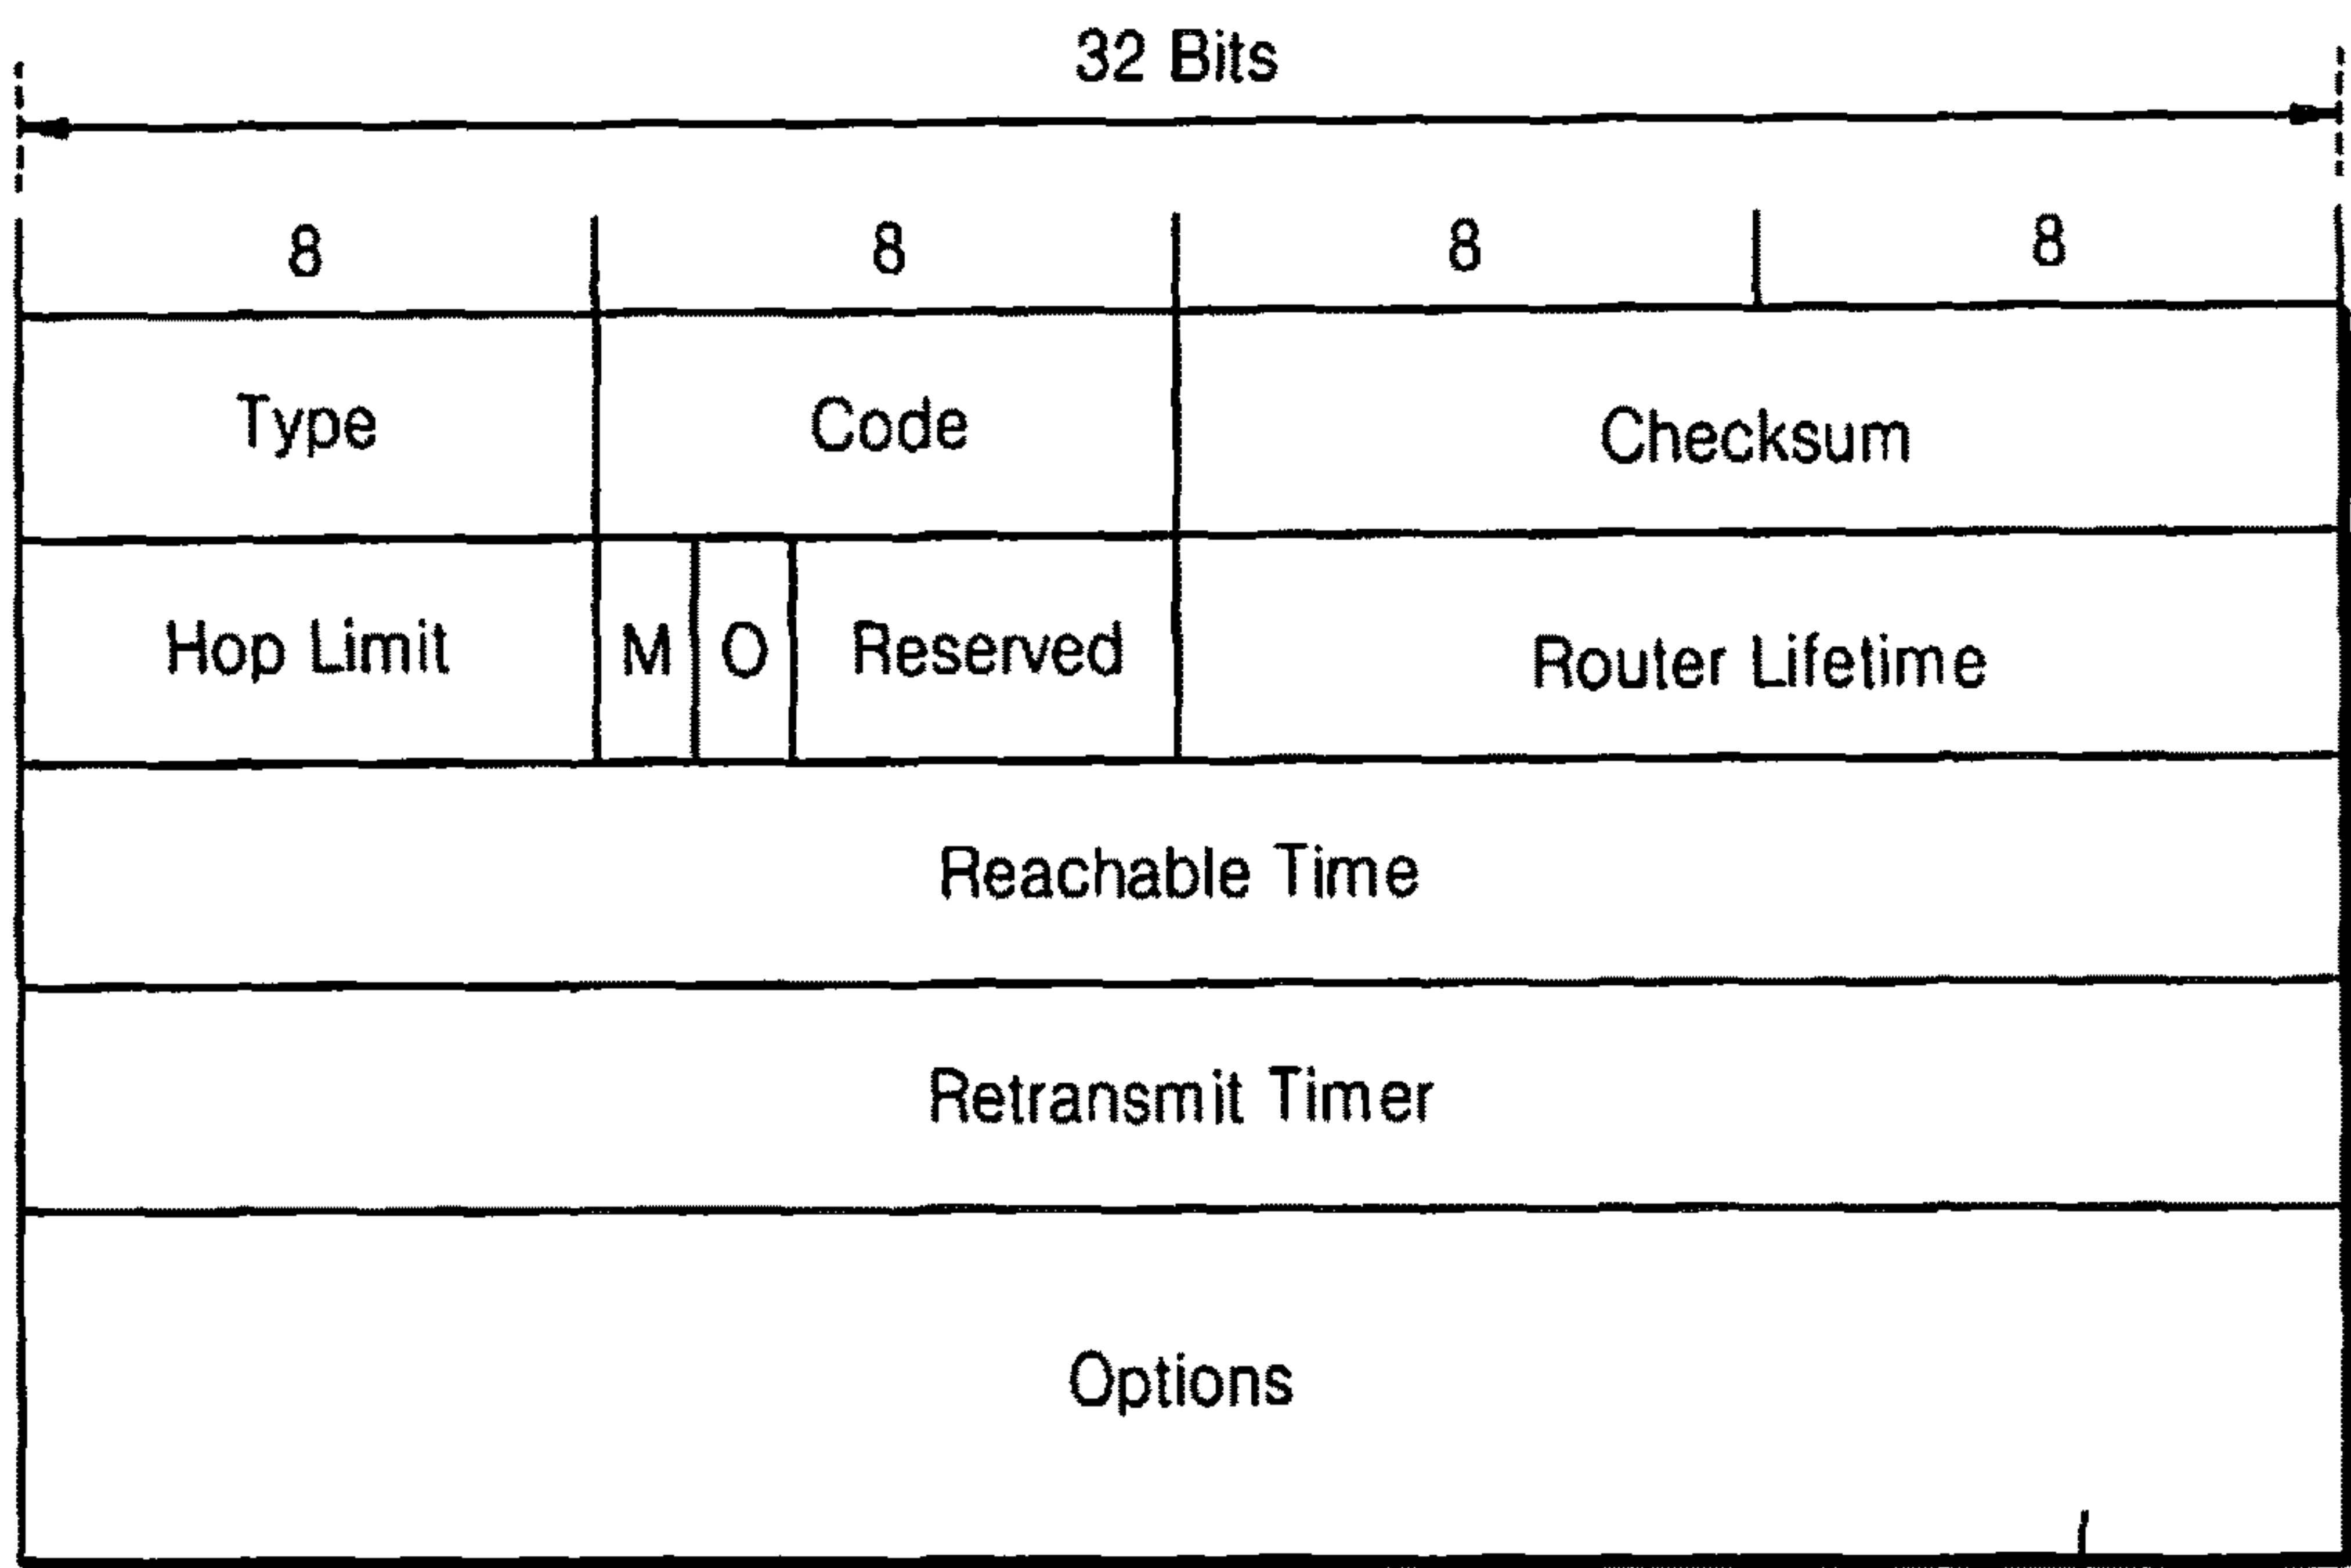 32 Bits
8 8 8 8
Type Code Checksum
Hop Limit M O Reserved Router Lifetime
Reachable Time
Retransmit Timer
Options